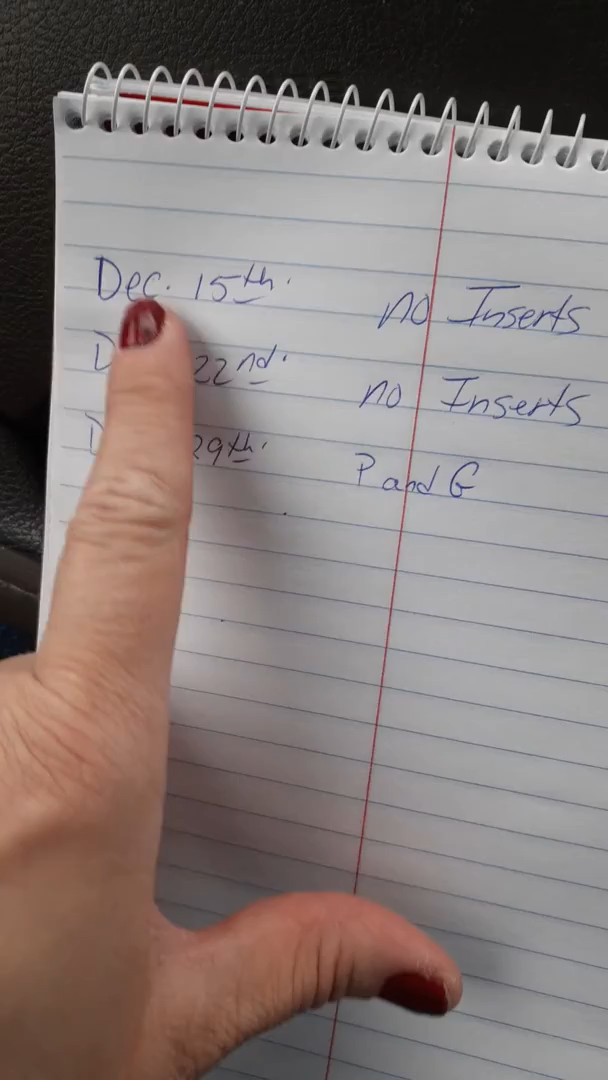 Dec. 15th. no Inserts
22nd. no Inserts
29th. P and G